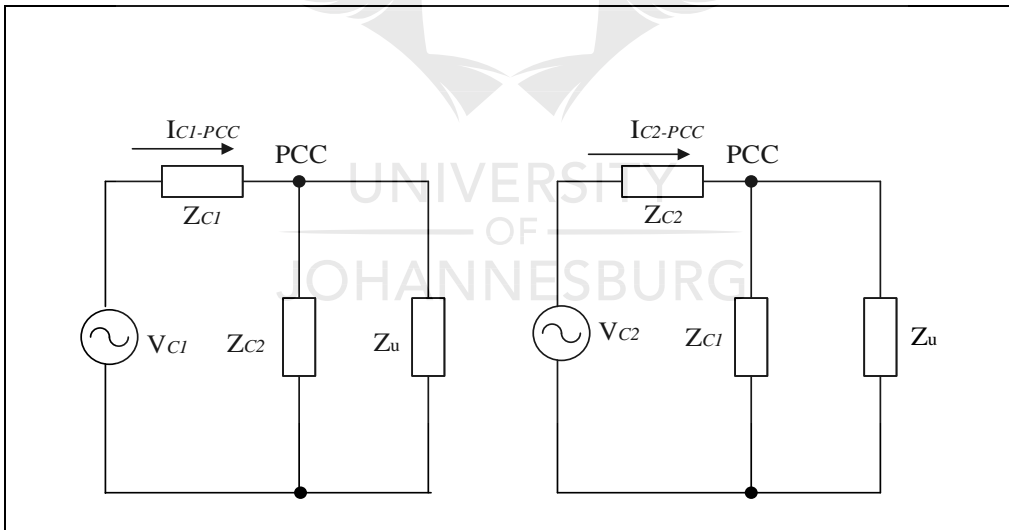 IC1-PCC
PCC
ZC1
VC1
ZC2
Zu
IC2-PCC
PCC
ZC2
VC2
ZC1
Zu
UNIVERSITY
OF
JOHANNESBURG